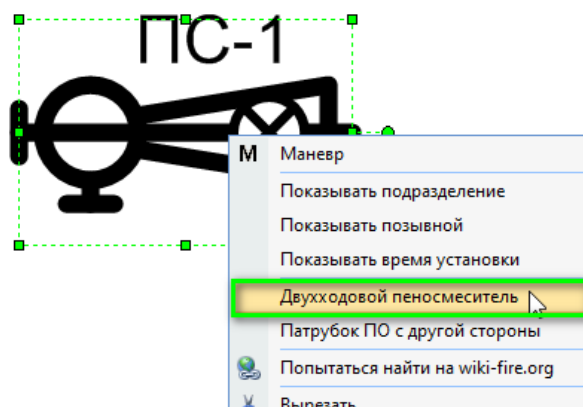 ПС-1
М Маневр
Показывать подразделение
Показывать позывной
Показывать время установки
Двухходовой пеносмеситель
Патрубок ПО с другой стороны
Попытаться найти на wiki-fire.org
Вырезать